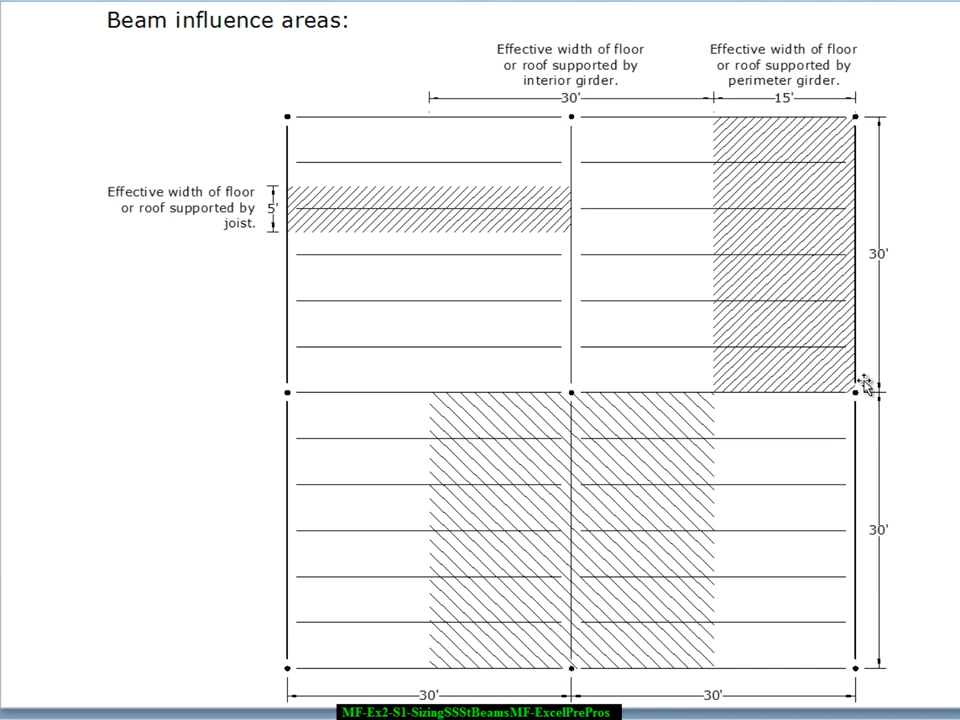 Beam influence areas:
Effective width of floor
or roof supported by
interior girder.
Effective width of floor
or roof supported by
perimeter girder.
30'
15'
Effective width of floor
or roof supported by
joist.
5'
30'
30'
30'
30'
MF-Ex2-S1-SizingSSStBeamsMF-ExcelPrePros